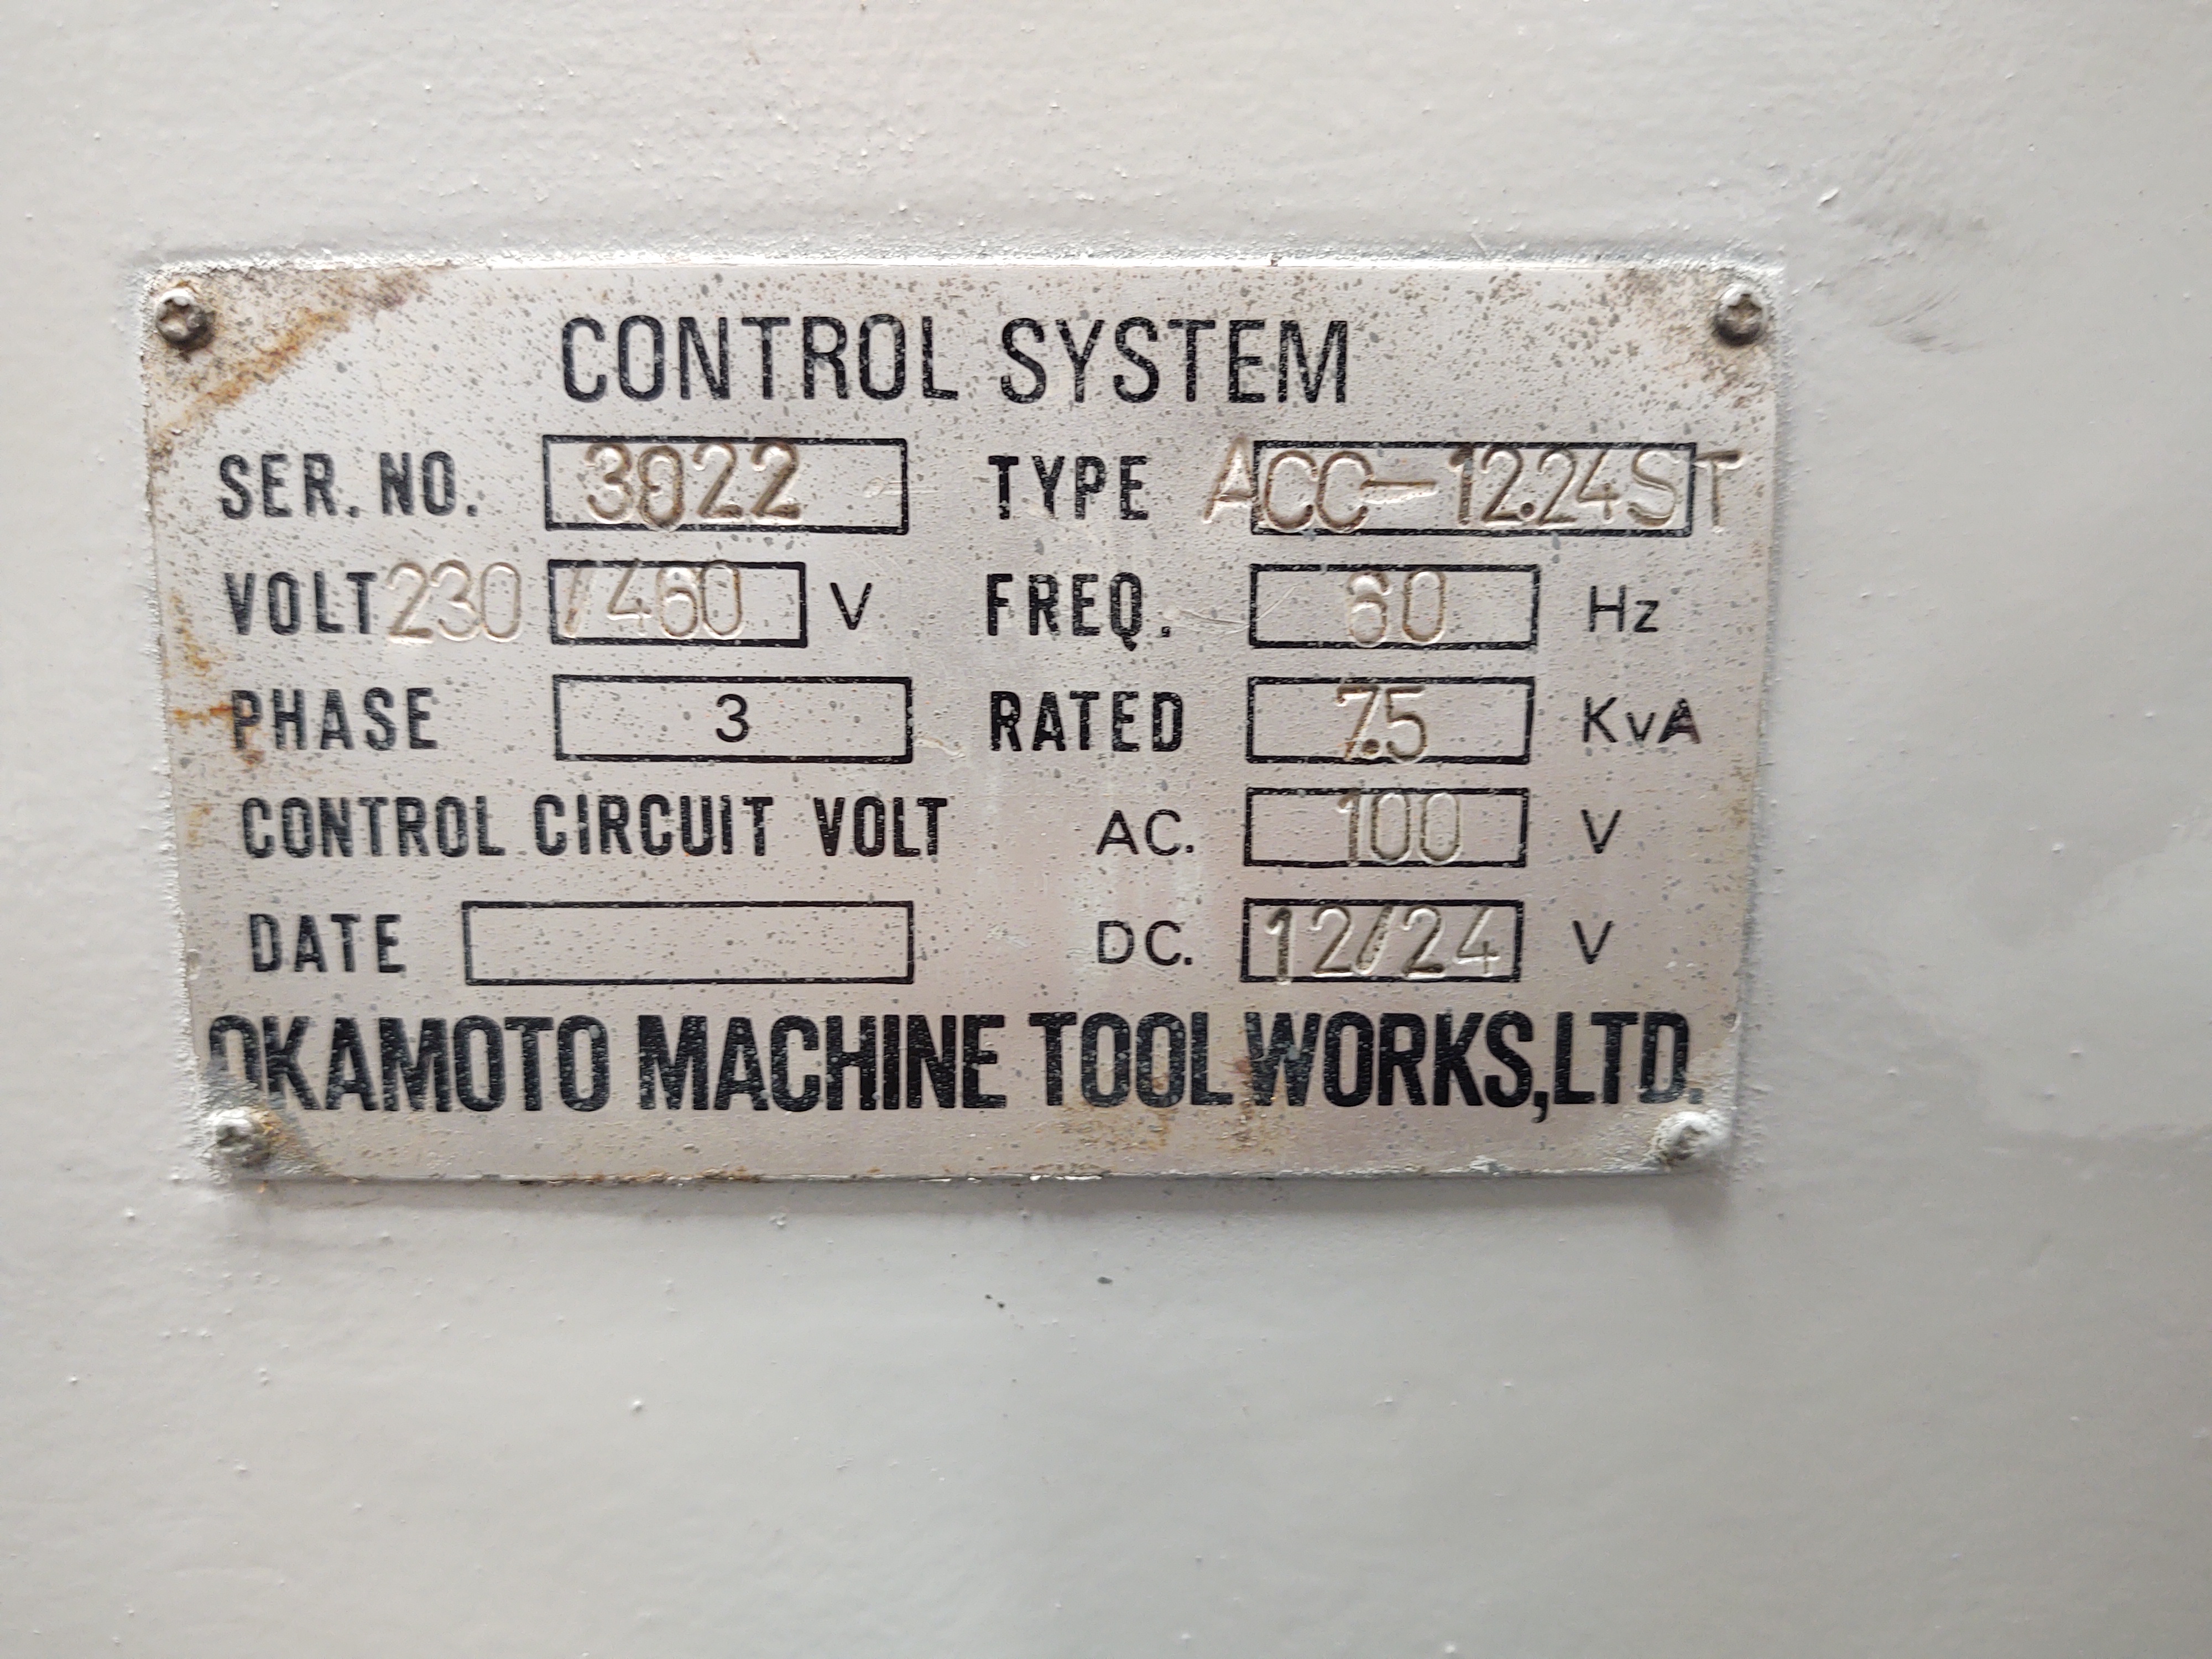 CONTROL SYSTEM
SER. NO. 3022 TYPE ACC-12.24ST
VOLT 230/460 V FREQ. 60 Hz
PHASE 3 RATED 7.5 KvA
CONTROL CIRCUIT VOLT AC. 100 V
DATE DC. 12/24 V
OKAMOTO MACHINE TOOL WORKS,LTD.